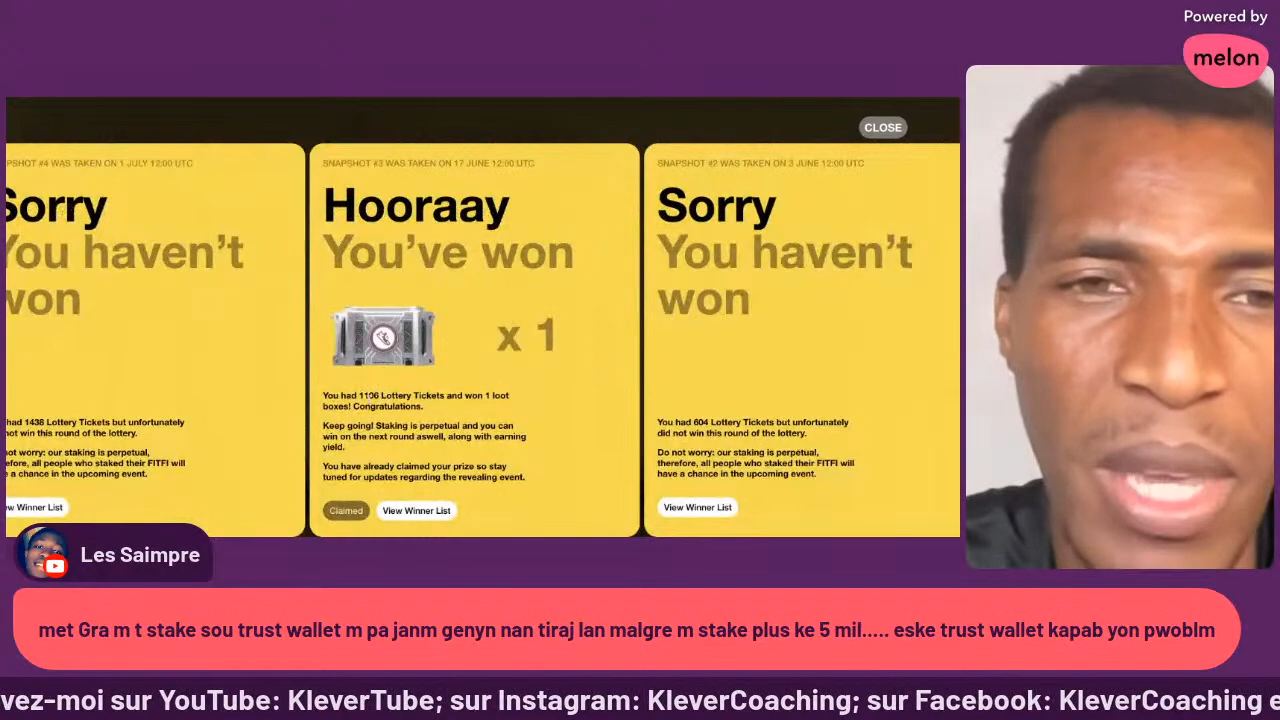 Powered by
melon
CLOSE
PSHOT #4 WAS TAKEN ON 1 JULY 12:00 UTC
Sorry
You haven't
won
had 1438 Lottery Tickets but unfortunately
not win this round of the lottery.
not worry: our staking is perpetual,
efore, all people who staked their FITFI will
e a chance in the upcoming event.
ew Winner List
SNAPSHOT #3 WAS TAKEN ON 17 JUNE 12:00 UTC
Hooraay
You've won
x 1
You had 1106 Lottery Tickets and won 1 loot
boxes! Congratulations.
Keep going! Staking is perpetual and you can
win on the next round aswell, along with earning
yield.
You have already claimed your prize so stay
tuned for updates regarding the revealing event.
Claimed
View Winner List
SNAPSHOT #2 WAS TAKEN ON 3 JUNE 12:00 UTC
Sorry
You haven't
won
You had 604 Lottery Tickets but unfortunately
did not win this round of the lottery.
Do not worry: our staking is perpetual,
therefore, all people who staked their FITFI will
have a chance in the upcoming event.
View Winner List
Les Saimpre
met Gra m t stake sou trust wallet m pa janm genyn nan tiraj lan malgre m stake plus ke 5 mil..... eske trust wallet kapab yon pwoblm
vez-moi sur YouTube: KleverTube; sur Instagram: KleverCoaching; sur Facebook: KleverCoaching e